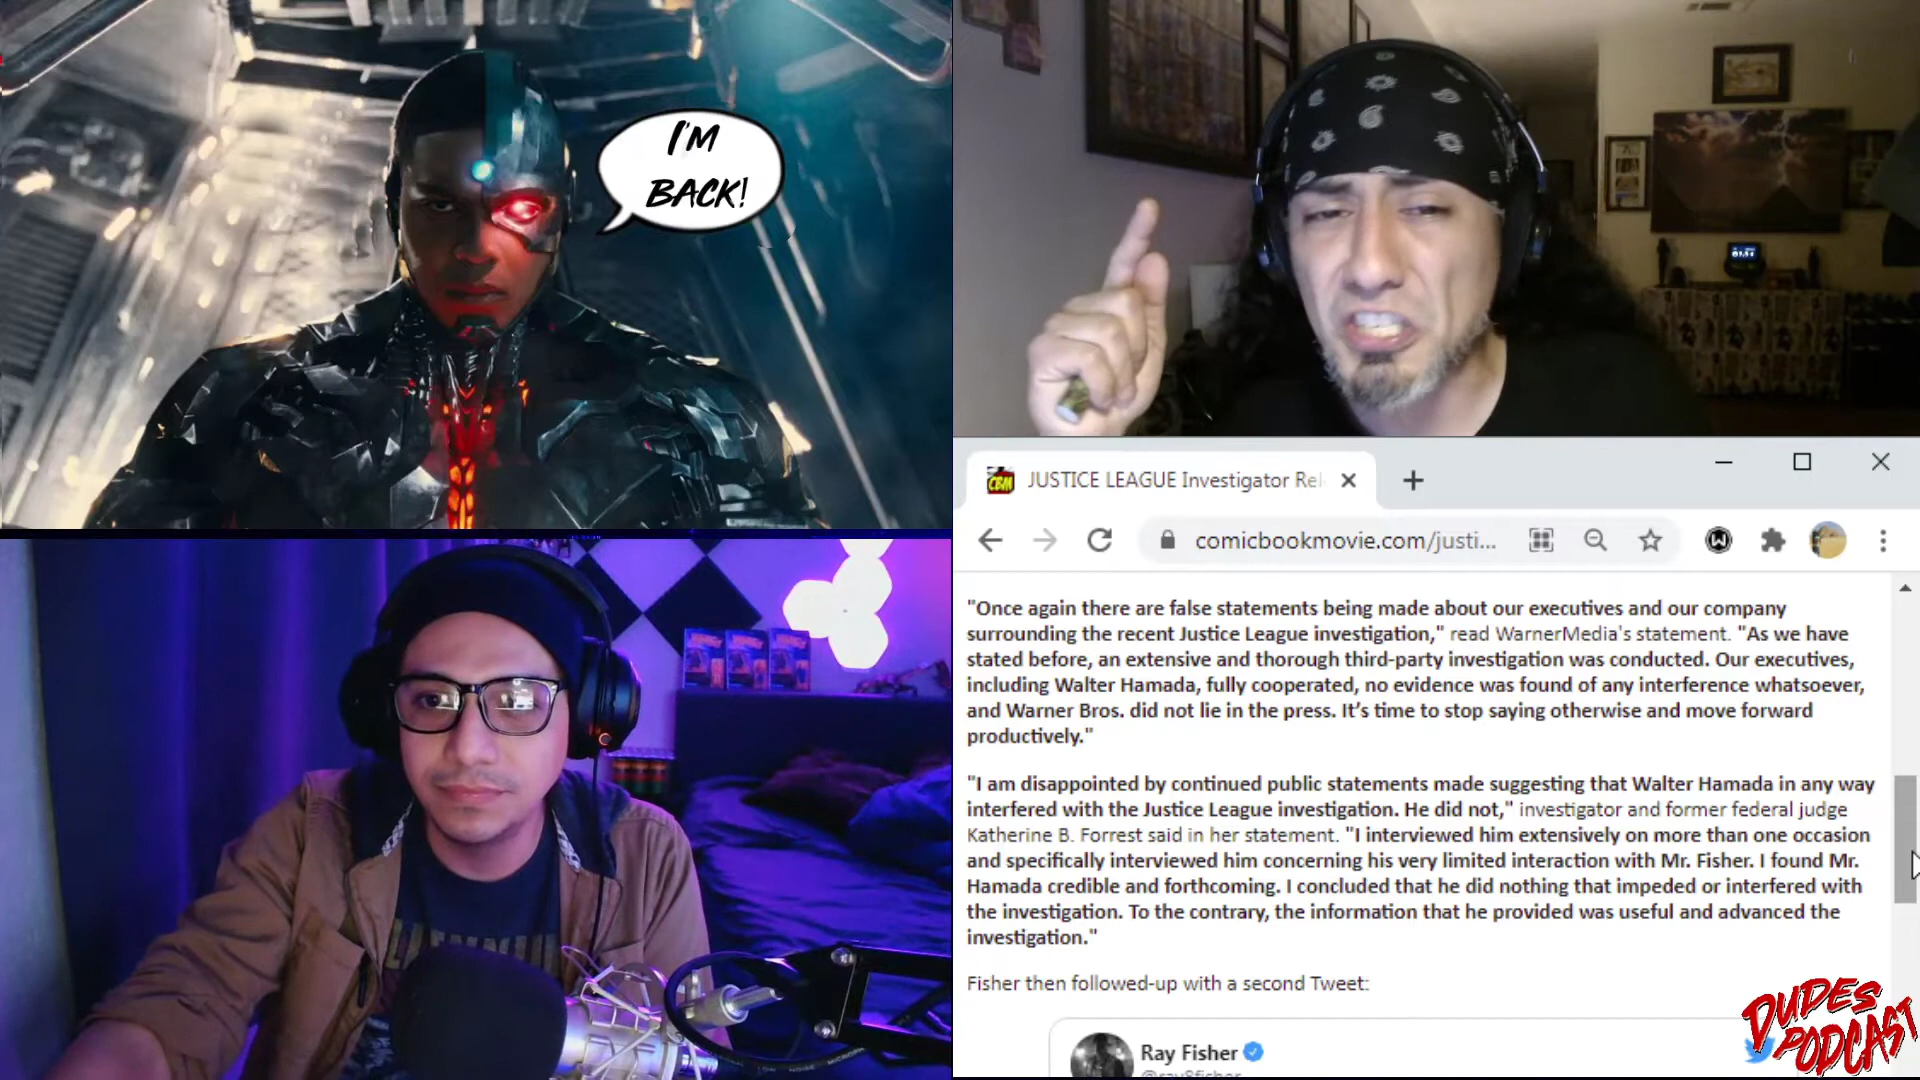 I'M
BACK!
JUSTICE LEAGUE Investigator Rel
comicbookmovie.com/justi...
"Once again there are false statements being made about our executives and our company
surrounding the recent Justice League investigation," read WarnerMedia's statement. "As we have
stated before, an extensive and thorough third-party investigation was conducted. Our executives,
including Walter Hamada, fully cooperated, no evidence was found of any interference whatsoever,
and Warner Bros. did not lie in the press. It's time to stop saying otherwise and move forward
productively."
"I am disappointed by continued public statements made suggesting that Walter Hamada in any way
interfered with the Justice League investigation. He did not," investigator and former federal judge
Katherine B. Forrest said in her statement. "I interviewed him extensively on more than one occasion
and specifically interviewed him concerning his very limited interaction with Mr. Fisher. I found Mr.
Hamada credible and forthcoming. I concluded that he did nothing that impeded or interfered with
the investigation. To the contrary, the information that he provided was useful and advanced the
investigation."
Fisher then followed-up with a second Tweet:
Ray Fisher
@ray8fisher
DUDES
PODCAST